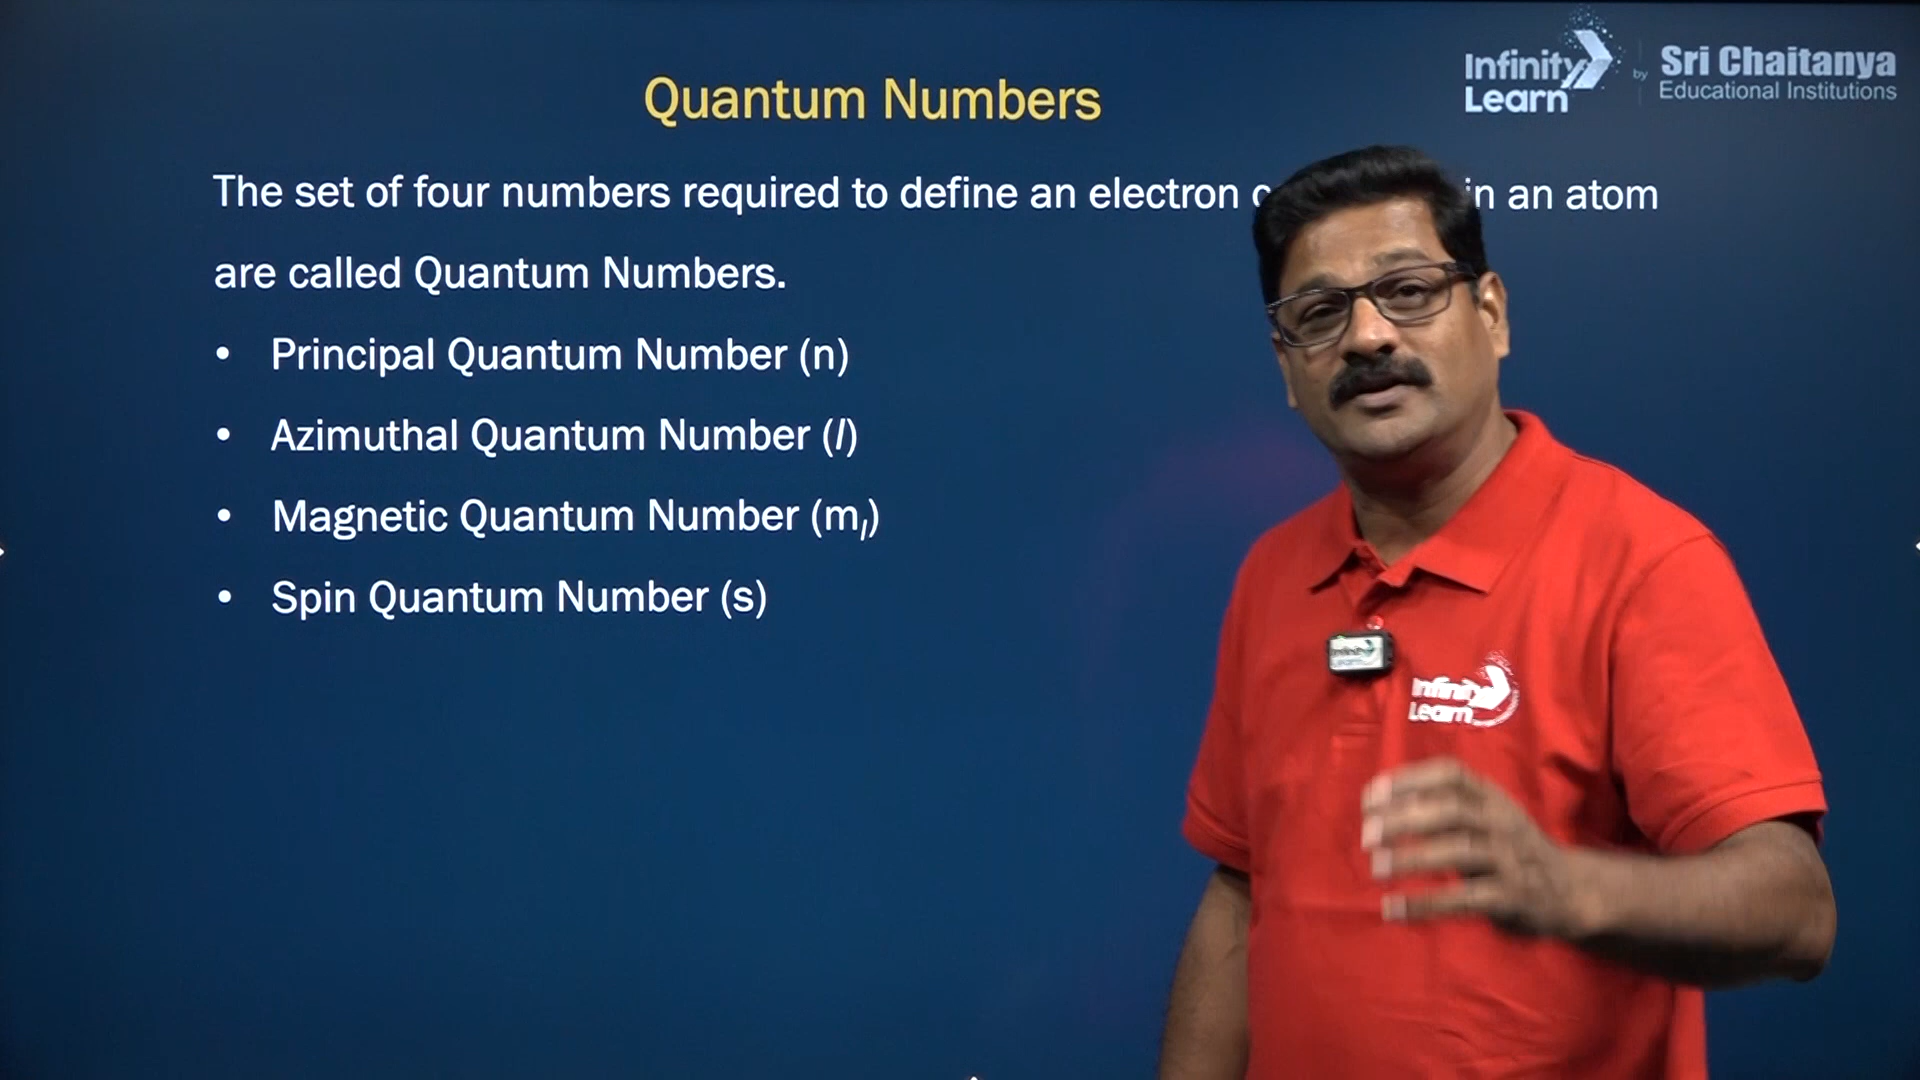 Quantum Numbers
Infinity
Learn
by
Sri Chaitanya
Educational Institutions
The set of four numbers required to define an electron in an atom
are called Quantum Numbers.
• Principal Quantum Number (n)
• Azimuthal Quantum Number (l)
• Magnetic Quantum Number (mₗ)
• Spin Quantum Number (s)
Infinity
Learn
Infinity
Learn